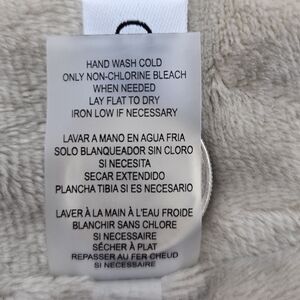 HAND WASH COLD
ONLY NON-CHLORINE BLEACH
WHEN NEEDED
LAY FLAT TO DRY
IRON LOW IF NECESSARY
LAVAR A MANO EN AGUA FRIA
SOLO BLANQUEADOR SIN CLORO
SI NECESITA
SECAR EXTENDIDO
PLANCHA TIBIA SI ES NECESARIO
LAVER À LA MAIN À L'EAU FROIDE
BLANCHIR SANS CHLORE
SI NECESSAIRE
SÉCHER À PLAT
REPASSER AU FER CHEUD
SI NECESSAIRE